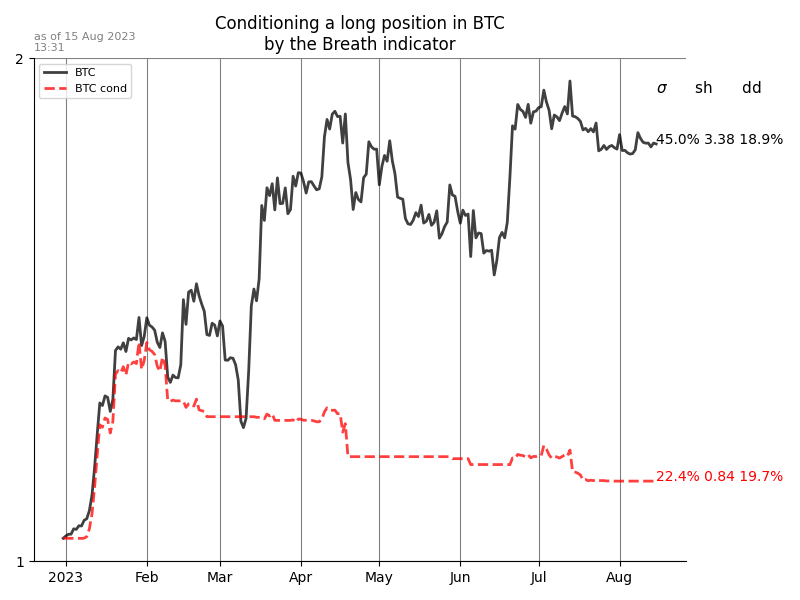 Conditioning a long position in BTC
by the Breath indicator
as of 15 Aug 2023
13:31
2
BTC
BTC cond
σ sh dd
45.0% 3.38 18.9%
22.4% 0.84 19.7%
1
2023 Feb Mar Apr May Jun Jul Aug